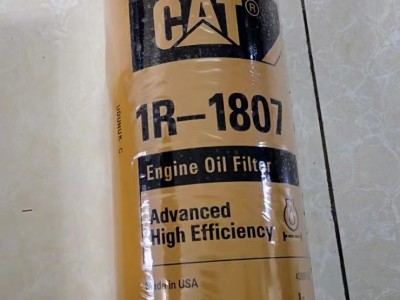 CAT®
1R-1807
Engine Oil Filter
Advanced
High Efficiency
Made in USA